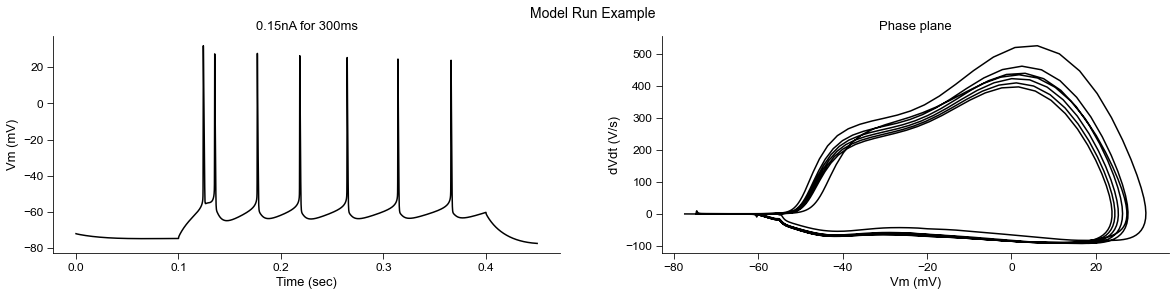 Model Run Example
0.15nA for 300ms
Vm (mV)
20
0
−20
−40
−60
−80
0.0 0.1 0.2 0.3 0.4
Time (sec)
Phase plane
dVdt (V/s)
500
400
300
200
100
0
−100
−80 −60 −40 −20 0 20
Vm (mV)